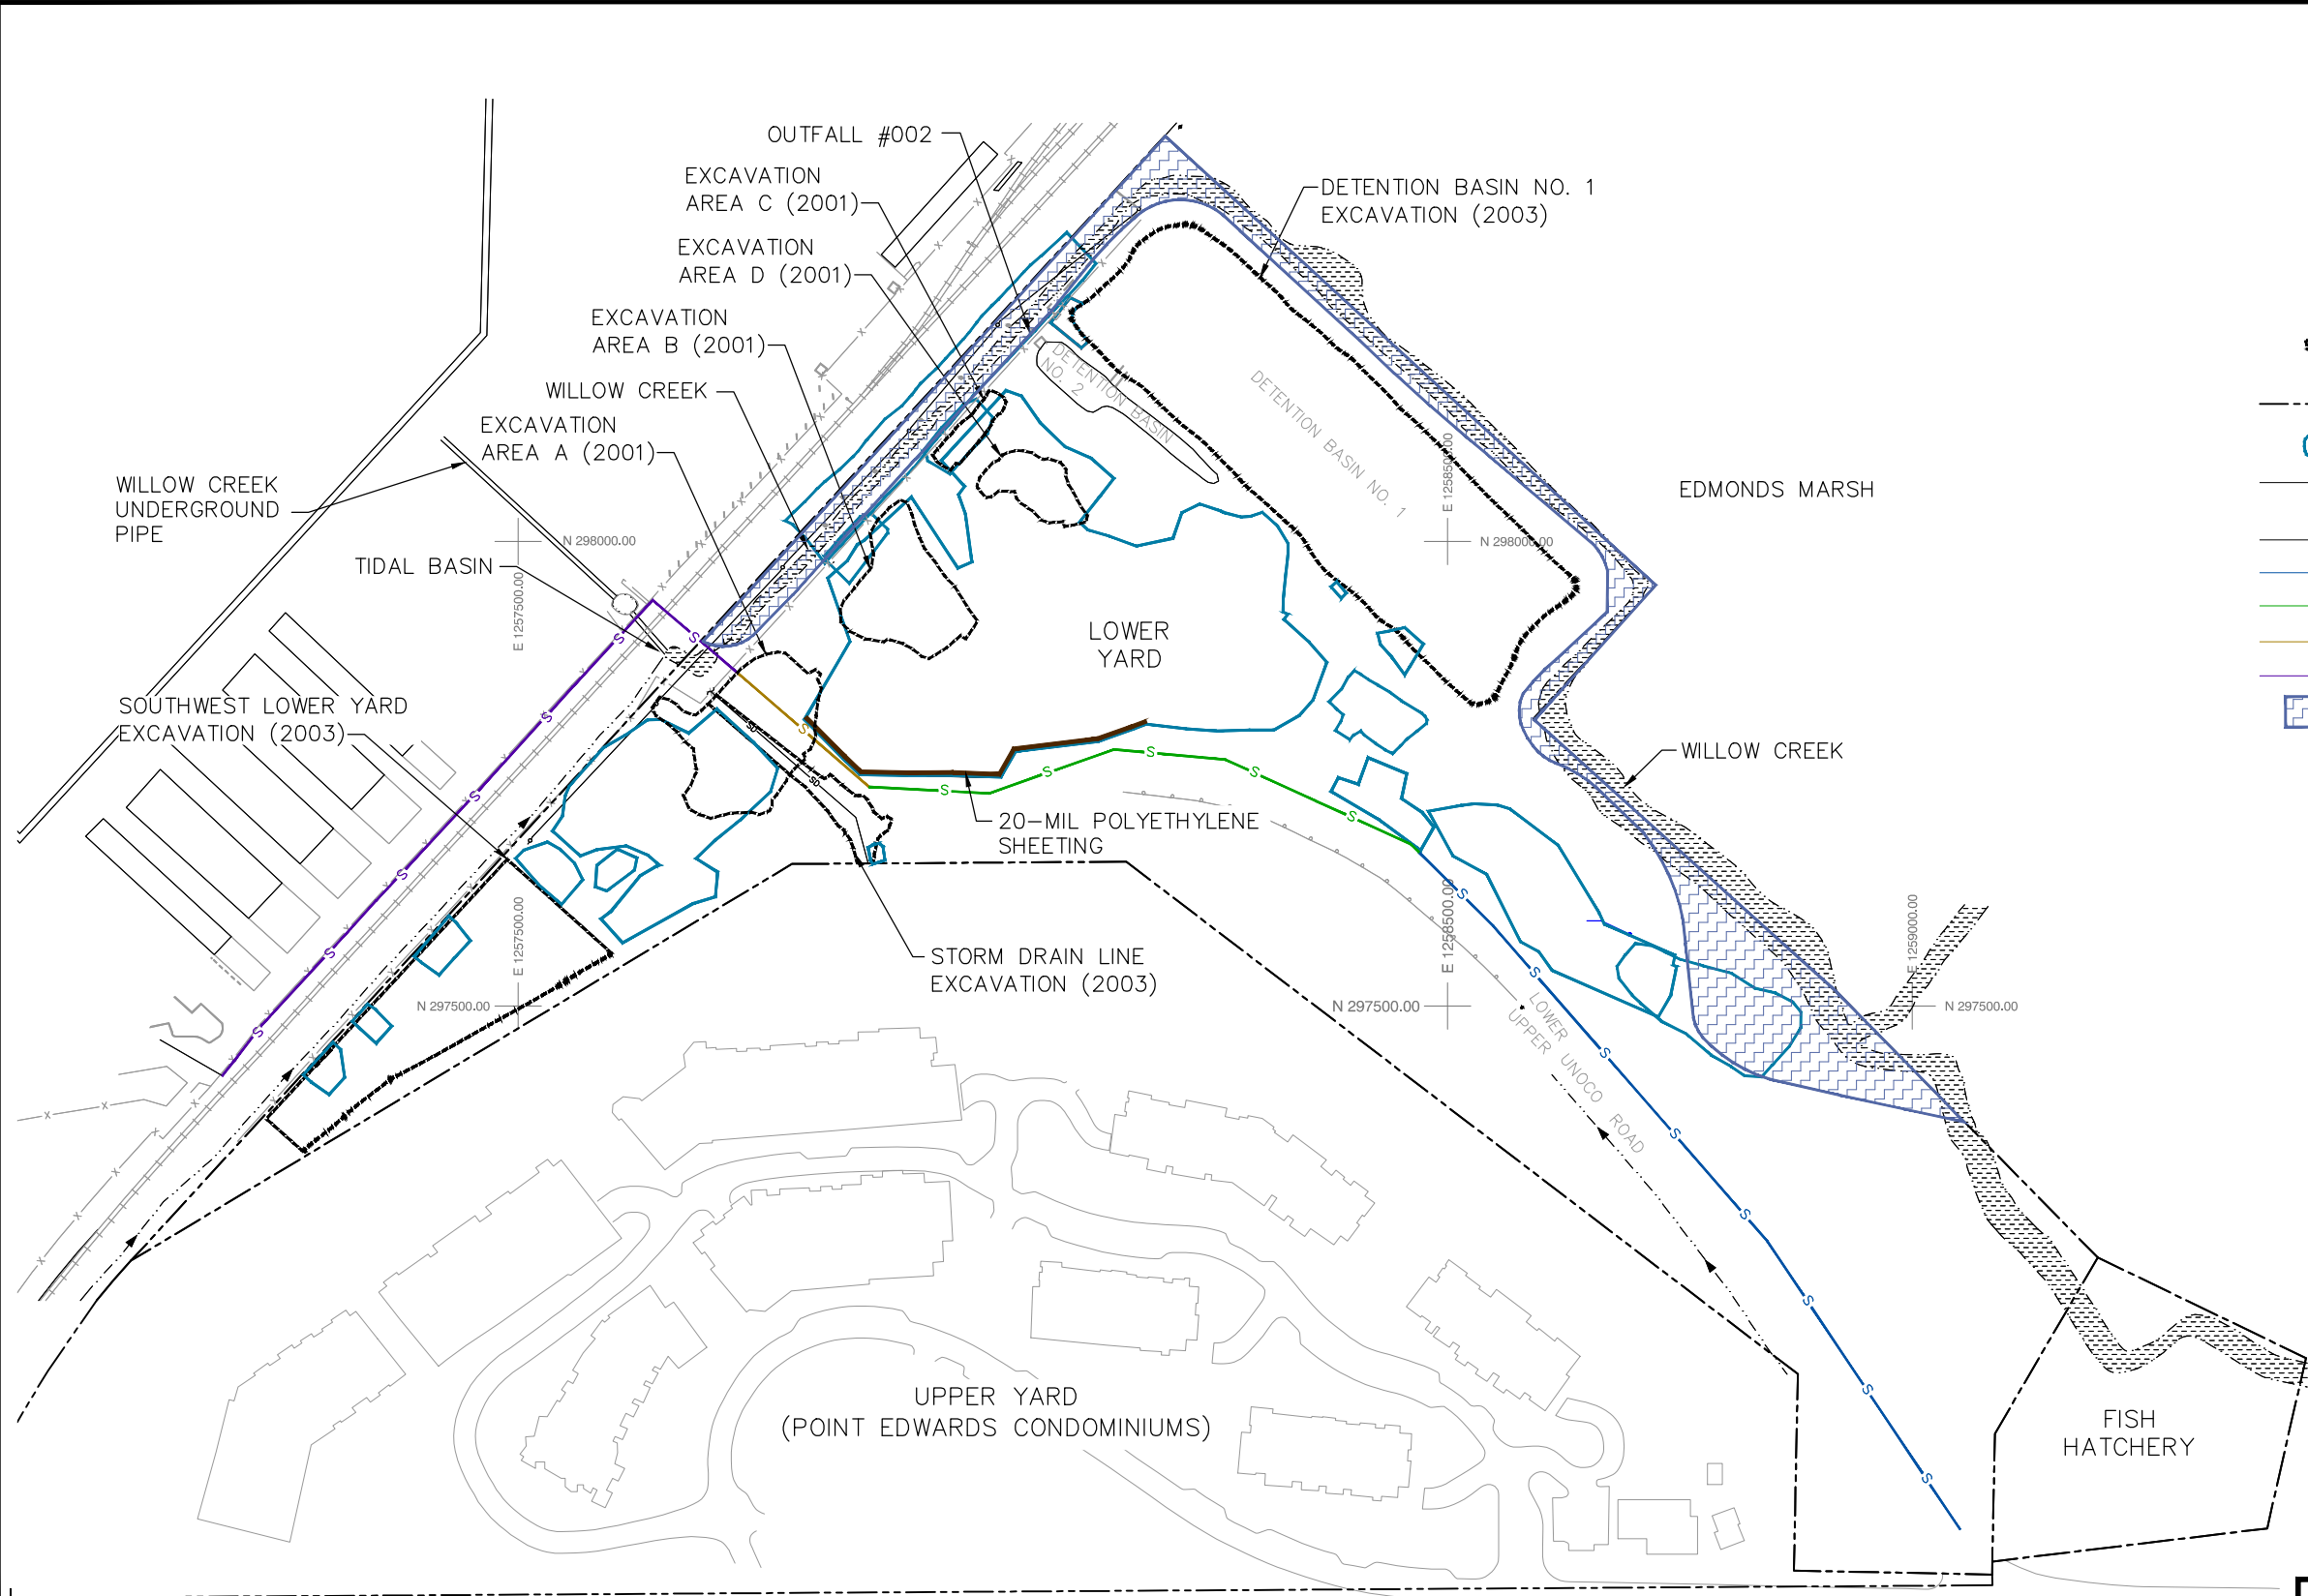 OUTFALL #002
EXCAVATION
AREA C (2001)
DETENTION BASIN NO. 1
EXCAVATION (2003)
EXCAVATION
AREA D (2001)
EXCAVATION
AREA B (2001)
WILLOW CREEK
EXCAVATION
AREA A (2001)
DETENTION BASIN
NO. 2
DETENTION BASIN NO. 1
WILLOW CREEK
UNDERGROUND
PIPE
EDMONDS MARSH
E 1258500.00
N 298000.00
N 298000.00
TIDAL BASIN
E 1257500.00
LOWER
YARD
SOUTHWEST LOWER YARD
EXCAVATION (2003)
S
S
S
S
S
S
S
S
SD
SD
S
S
S
S
S
S
WILLOW CREEK
20-MIL POLYETHYLENE
SHEETING
STORM DRAIN LINE
EXCAVATION (2003)
E 1257500.00
N 297500.00
E 1258500.00
N 297500.00
E 1259000.00
N 297500.00
LOWER
UPPER UNOCO ROAD
S
S
S
S
S
S
S
S
UPPER YARD
(POINT EDWARDS CONDOMINIUMS)
FISH
HATCHERY